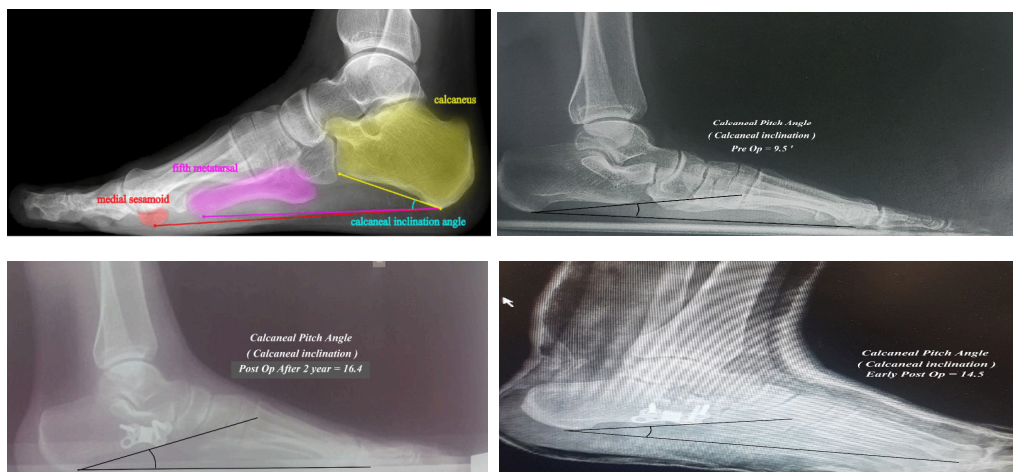 calcaneus
fifth metatarsal
medial sesamoid
calcaneal inclination angle
Calcaneal Pitch Angle
( Calcaneal inclination )
Pre Op = 9.5 '
Calcaneal Pitch Angle
( Calcaneal inclination )
Post Op After 2 year = 16.4
Calcaneal Pitch Angle
( Calcaneal inclination )
Early Post Op = 14.5